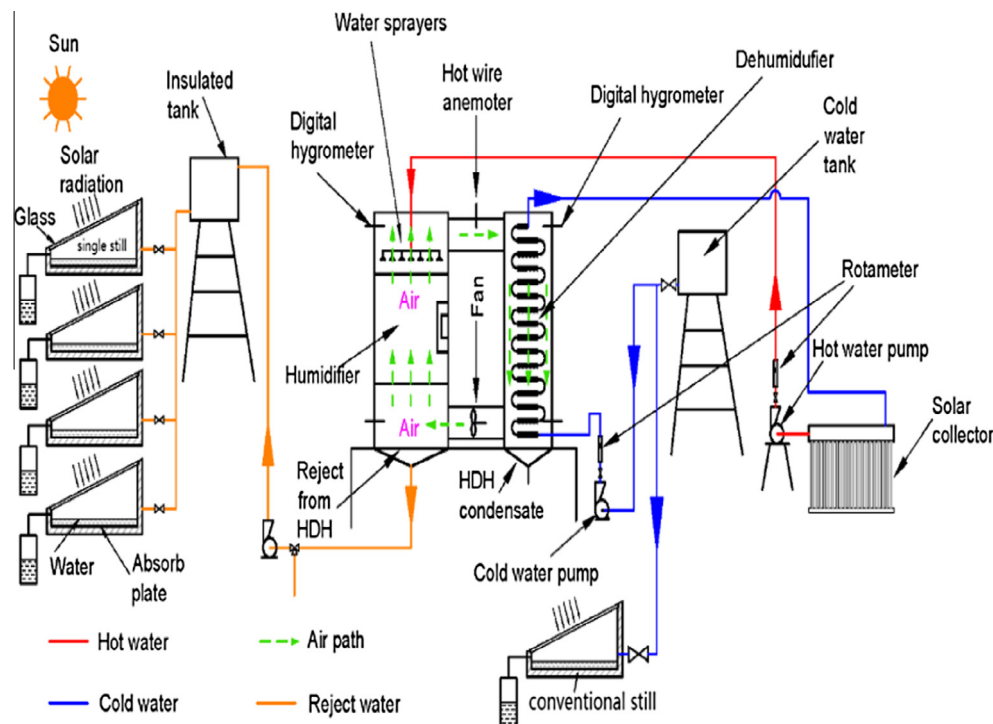 Water sprayers
Sun
Insulated
tank
Hot wire
anemoter
Dehumidufier
Digital hygrometer
Cold
water
tank
Digital
hygrometer
Solar
radiation
Glass
single still
Air
Fan
Rotameter
Hot water pump
Humidifier
Air
Solar
collector
Reject
from
HDH
HDH
condensate
Water
Absorb
plate
Cold water pump
Hot water
Air path
Cold water
Reject water
conventional still